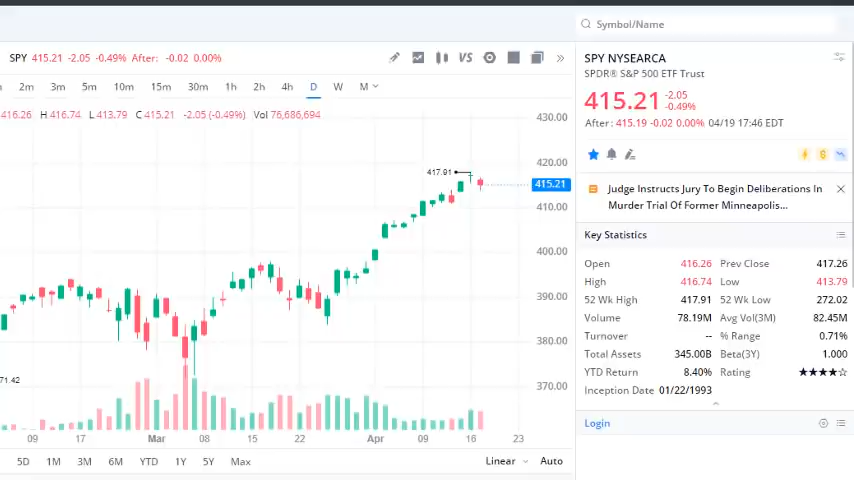 Symbol/Name
SPY 415.21 -2.05 -0.49% After: -0.02 0.00%
2m 3m 5m 10m 15m 30m 1h 2h 4h D W M
416.26 H 416.74 L 413.79 C 415.21 -2.05 (-0.49%) Vol 76,686,694
430.00
420.00
417.91
415.21
410.00
400.00
390.00
380.00
371.42
370.00
09 17 Mar 08 15 22 Apr 09 16 23
5D 1M 3M 6M YTD 1Y 5Y Max Linear Auto
SPY NYSEARCA
SPDR® S&P 500 ETF Trust
415.21 -2.05
-0.49%
After: 415.19 -0.02 0.00% 04/19 17:46 EDT
Judge Instructs Jury To Begin Deliberations In
Murder Trial Of Former Minneapolis...
Key Statistics
Open 416.26 Prev Close 417.26
High 416.74 Low 413.79
52 Wk High 417.91 52 Wk Low 272.02
Volume 78.19M Avg Vol(3M) 82.45M
Turnover -- % Range 0.71%
Total Assets 345.00B Beta(3Y) 1.000
YTD Return 8.40% Rating ★★★★☆
Inception Date 01/22/1993
Login